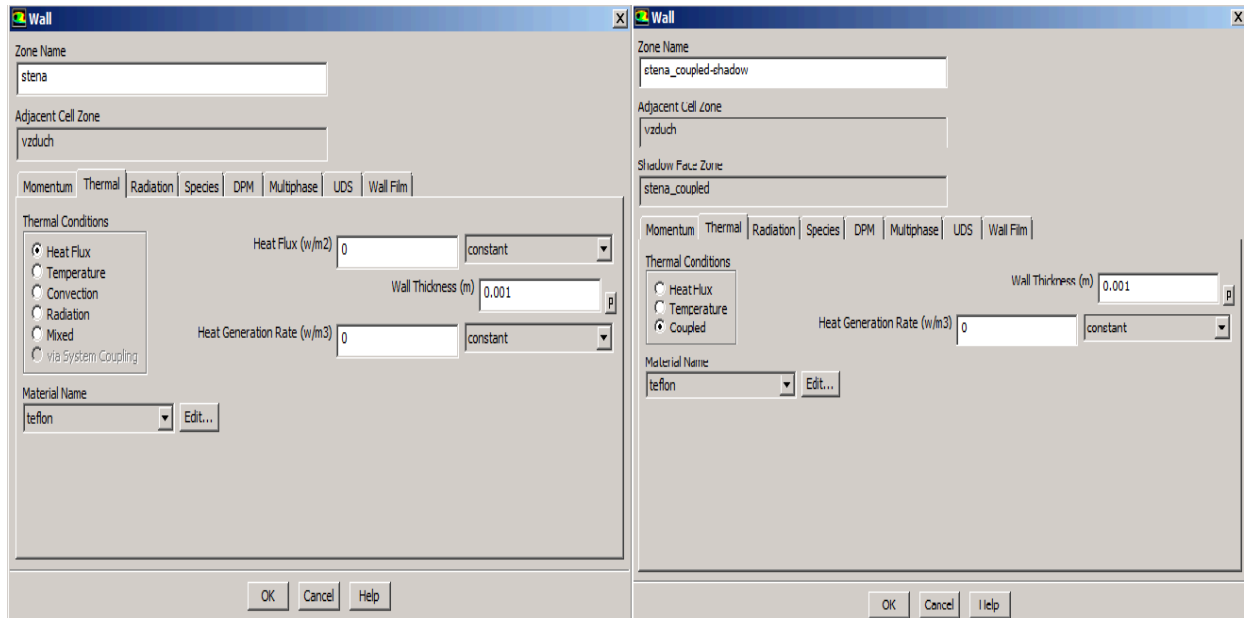 Wall
X
Zone Name
stena
Adjacent Cell Zone
vzduch
Momentum Thermal Radiation Species DPM Multiphase UDS Wall Film
Thermal Conditions
Heat Flux
Temperature
Convection
Radiation
Mixed
via System Coupling
Heat Flux (w/m2) 0 constant
Wall Thickness (m) 0.001 P
Heat Generation Rate (w/m3) 0 constant
Material Name
teflon Edit...
OK Cancel Help
Wall
X
Zone Name
stena_coupled-shadow
Adjacent Cell Zone
vzduch
Shadow Face Zone
stena_coupled
Momentum Thermal Radiation Species DPM Multiphase UDS Wall Film
Thermal Conditions
Heat Flux
Temperature
Coupled
Wall Thickness (m) 0.001 P
Heat Generation Rate (w/m3) 0 constant
Material Name
teflon Edit...
OK Cancel Help